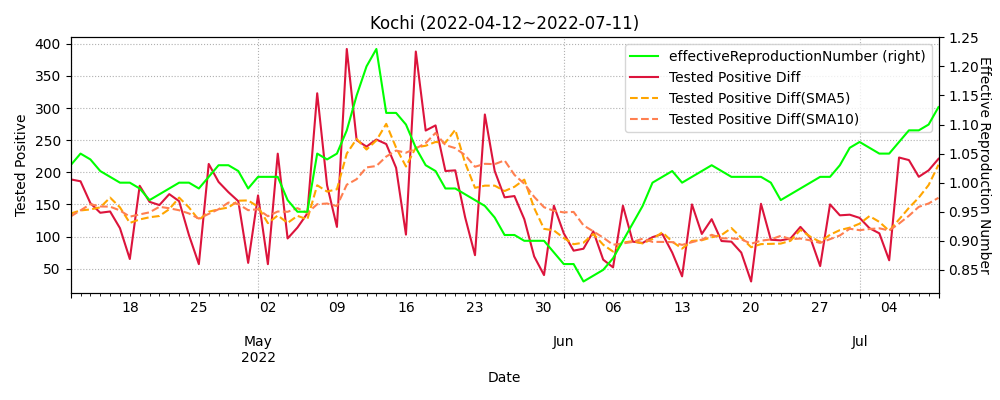 Kochi (2022-04-12~2022-07-11)
effectiveReproductionNumber (right)
Tested Positive Diff
Tested Positive Diff(SMA5)
Tested Positive Diff(SMA10)
Tested Positive
400
350
300
250
200
150
100
50
1.25
1.20
1.15
1.10
1.05
1.00
0.95
0.90
0.85
Effective Reproduction Number
18 25 02 09 16 23 30 06 13 20 27 04
May Jun Jul
2022
Date